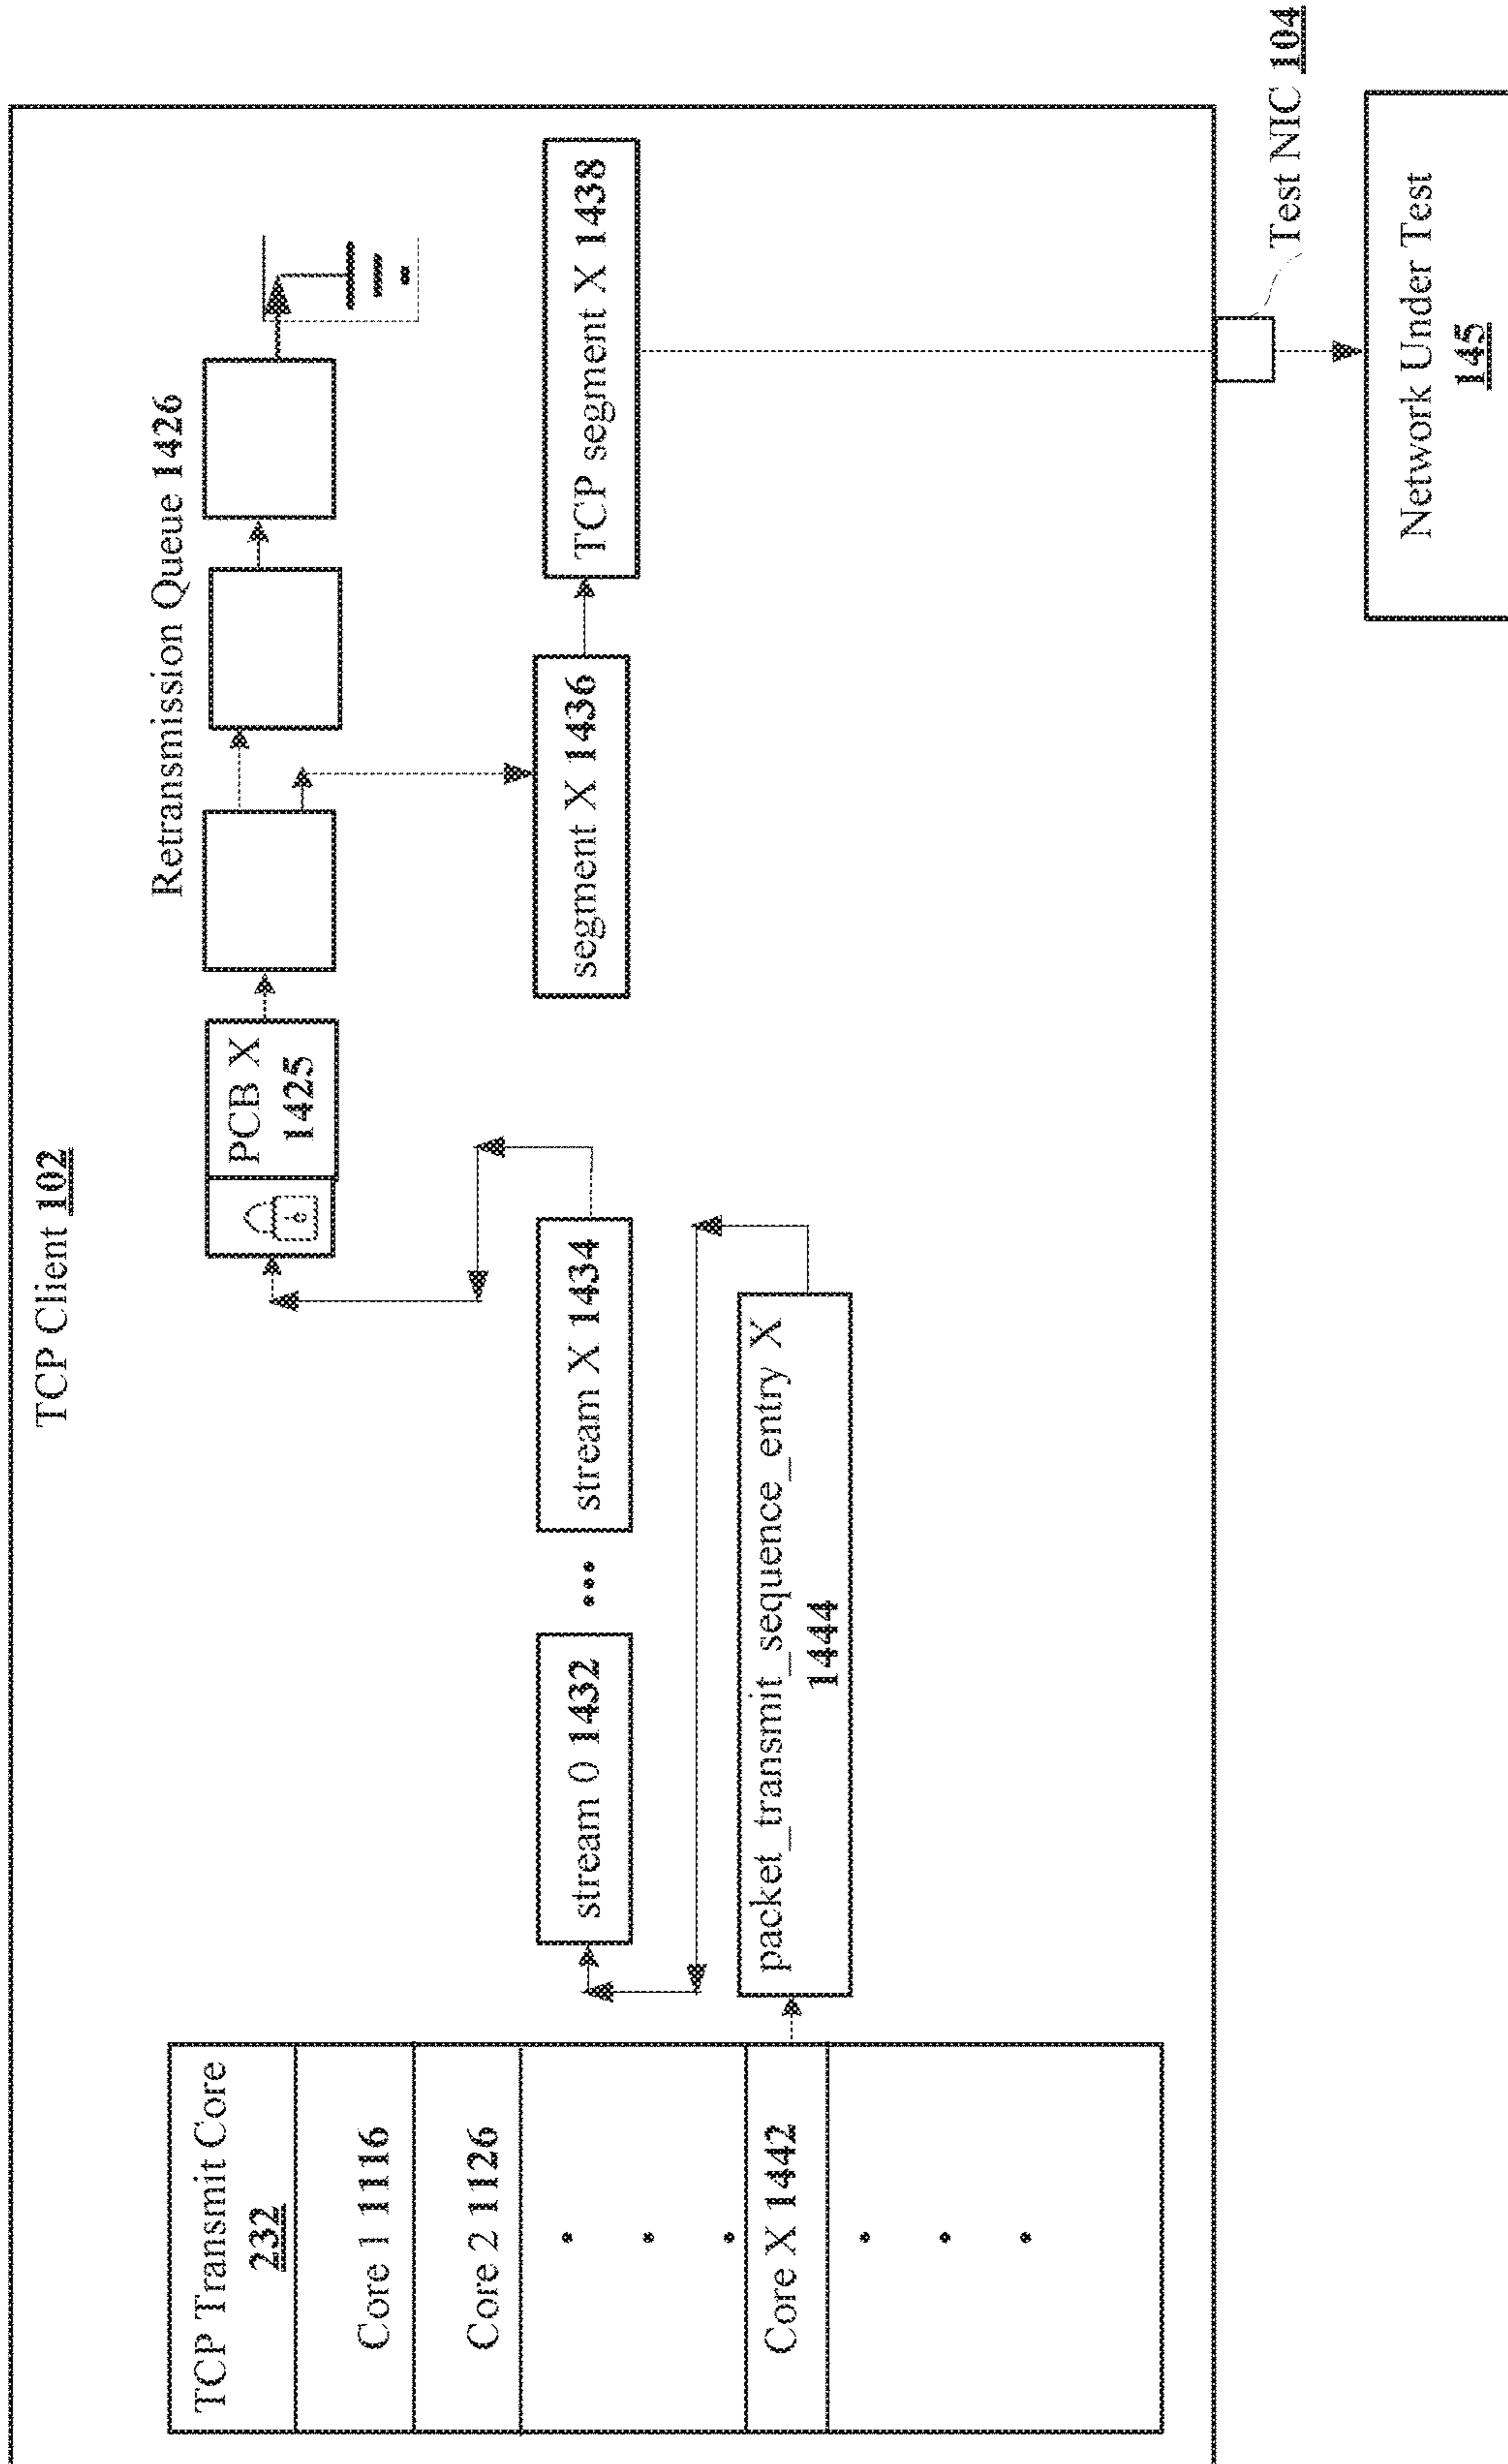 TCP Client 102
TCP Transmit Core
232
Core 1 1116
Core 2 1126
Core X 1442
packet_transmit_sequence_entry X
1444
stream 0 1432
stream X 1434
PCB X
1425
Retransmission Queue 1426
segment X 1436
TCP segment X 1438
Test NIC 104
Network Under Test
145